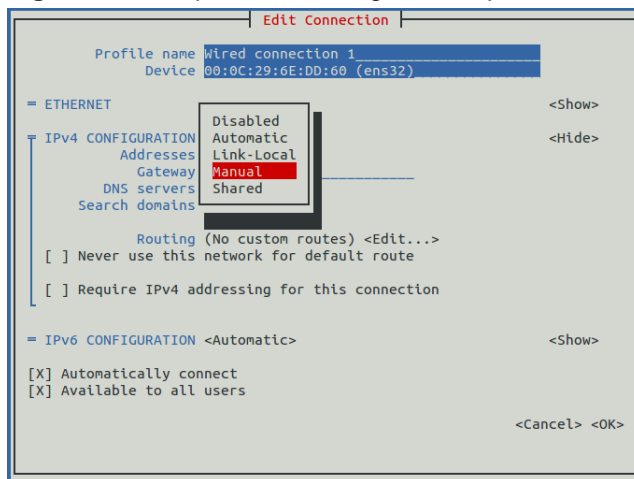 Edit Connection
Profile name Wired connection 1
Device 00:0C:29:6E:DD:60 (ens32)
= ETHERNET <Show>
Disabled
IPv4 CONFIGURATION Automatic <Hide>
Addresses Link-Local
Gateway Manual
DNS servers Shared
Search domains
Routing (No custom routes) <Edit...>
[ ] Never use this network for default route
[ ] Require IPv4 addressing for this connection
= IPv6 CONFIGURATION <Automatic> <Show>
[X] Automatically connect
[X] Available to all users
<Cancel> <OK>